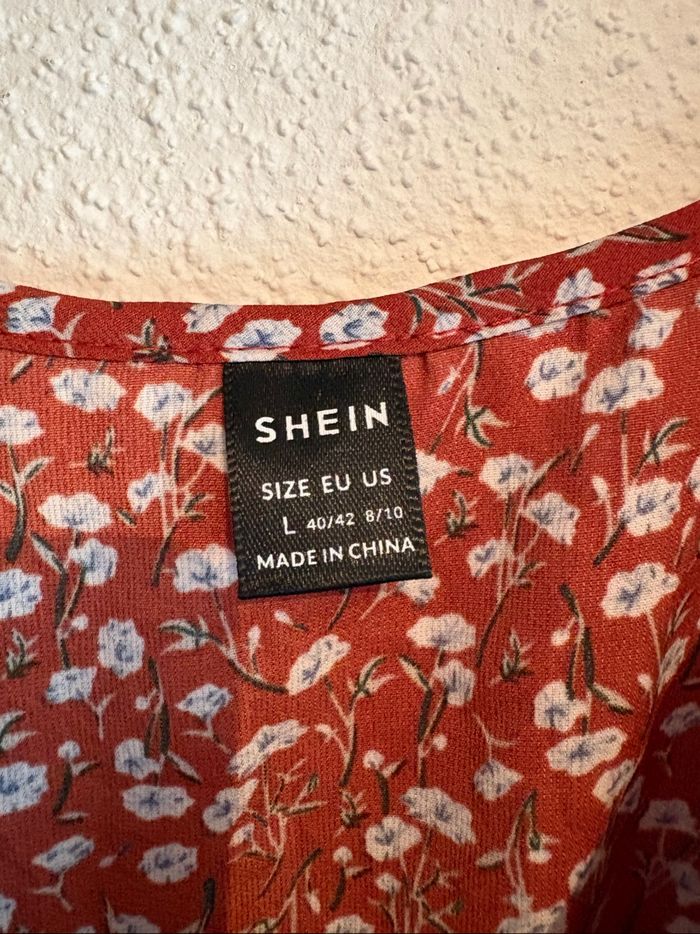 SHEIN
SIZE EU US
L 40/42 8/10
MADE IN CHINA